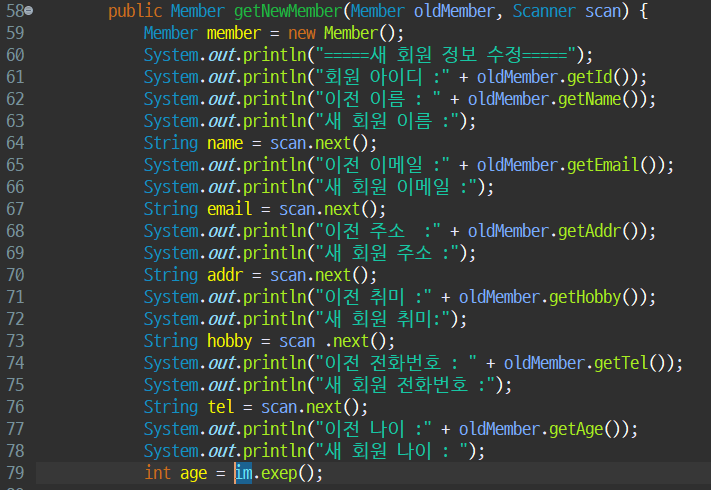 58 public Member getNewMember(Member oldMember, Scanner scan) {
59 Member member = new Member();
60 System.out.println("=====새 회원 정보 수정=====");
61 System.out.println("회원 아이디 :" + oldMember.getId());
62 System.out.println("이전 이름 : " + oldMember.getName());
63 System.out.println("새 회원 이름 :");
64 String name = scan.next();
65 System.out.println("이전 이메일 :" + oldMember.getEmail());
66 System.out.println("새 회원 이메일 :");
67 String email = scan.next();
68 System.out.println("이전 주소  :" + oldMember.getAddr());
69 System.out.println("새 회원 주소 :");
70 String addr = scan.next();
71 System.out.println("이전 취미 :" + oldMember.getHobby());
72 System.out.println("새 회원 취미:");
73 String hobby = scan .next();
74 System.out.println("이전 전화번호 : " + oldMember.getTel());
75 System.out.println("새 회원 전화번호 :");
76 String tel = scan.next();
77 System.out.println("이전 나이 :" + oldMember.getAge());
78 System.out.println("새 회원 나이 : ");
79 int age = im.exep();